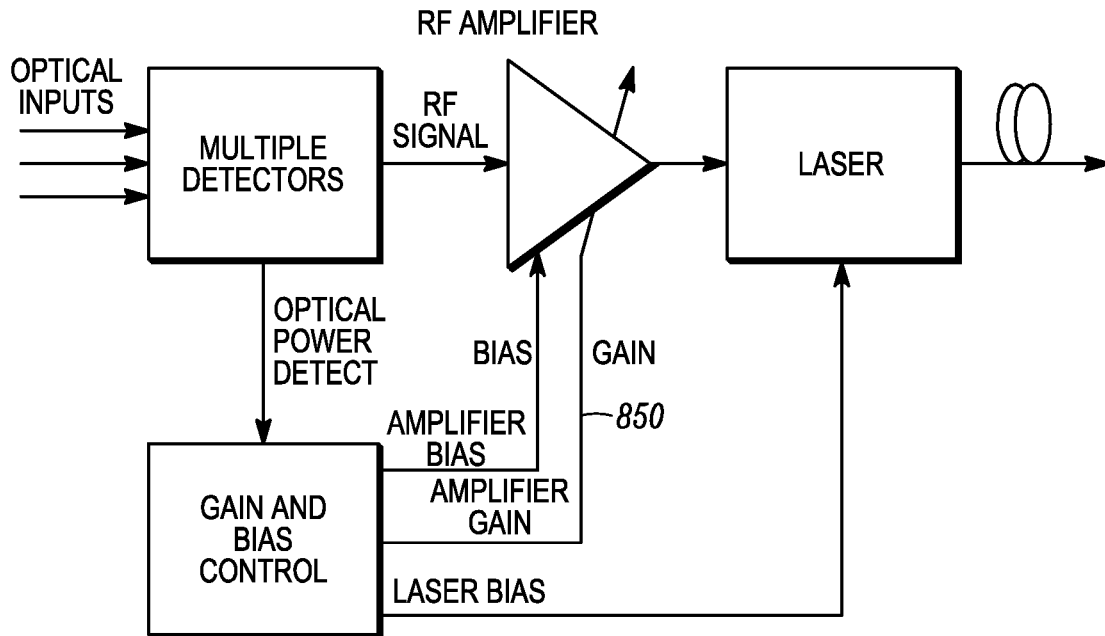 RF AMPLIFIER
OPTICAL
INPUTS
MULTIPLE
DETECTORS
RF
SIGNAL
LASER
OPTICAL
POWER
DETECT
BIAS
GAIN
850
AMPLIFIER
BIAS
AMPLIFIER
GAIN
GAIN AND
BIAS
CONTROL
LASER BIAS